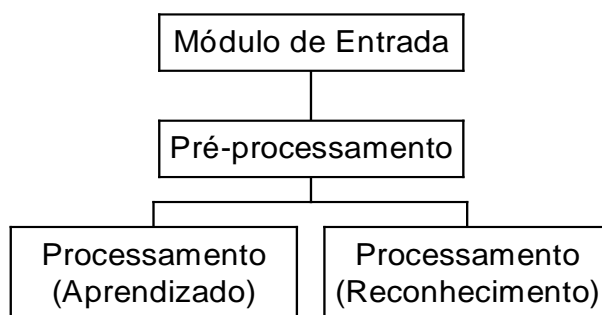 Módulo de Entrada
Pré-processamento
Processamento
(Aprendizado)
Processamento
(Reconhecimento)